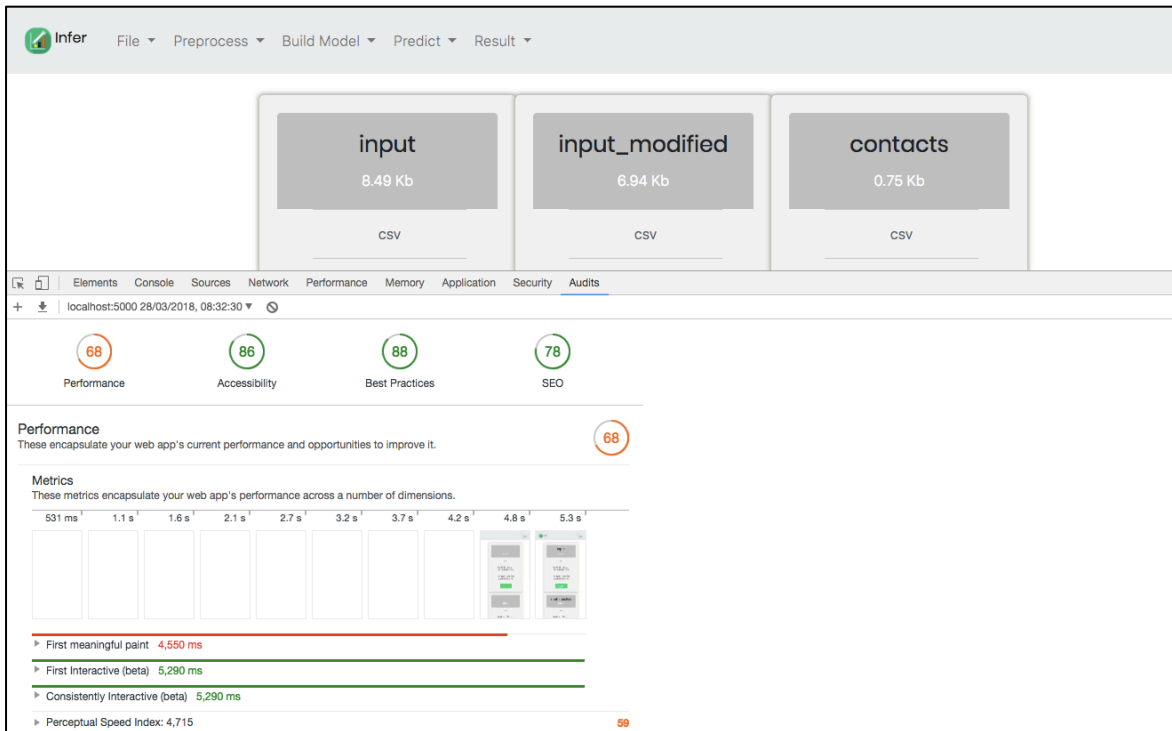 Infer File Preprocess Build Model Predict Result
input input_modified contacts
8.49 Kb 6.94 Kb 0.75 Kb
csv csv csv
Elements Console Sources Network Performance Memory Application Security Audits
localhost:5000 28/03/2018, 08:32:30
68 86 88 78
Performance Accessibility Best Practices SEO
Performance
These encapsulate your web app's current performance and opportunities to improve it.
68
Metrics
These metrics encapsulate your web app's performance across a number of dimensions.
531 ms 1.1 s 1.6 s 2.1 s 2.7 s 3.2 s 3.7 s 4.2 s 4.8 s 5.3 s
First meaningful paint 4,550 ms
First Interactive (beta) 5,290 ms
Consistently Interactive (beta) 5,290 ms
Perceptual Speed Index: 4,715 59